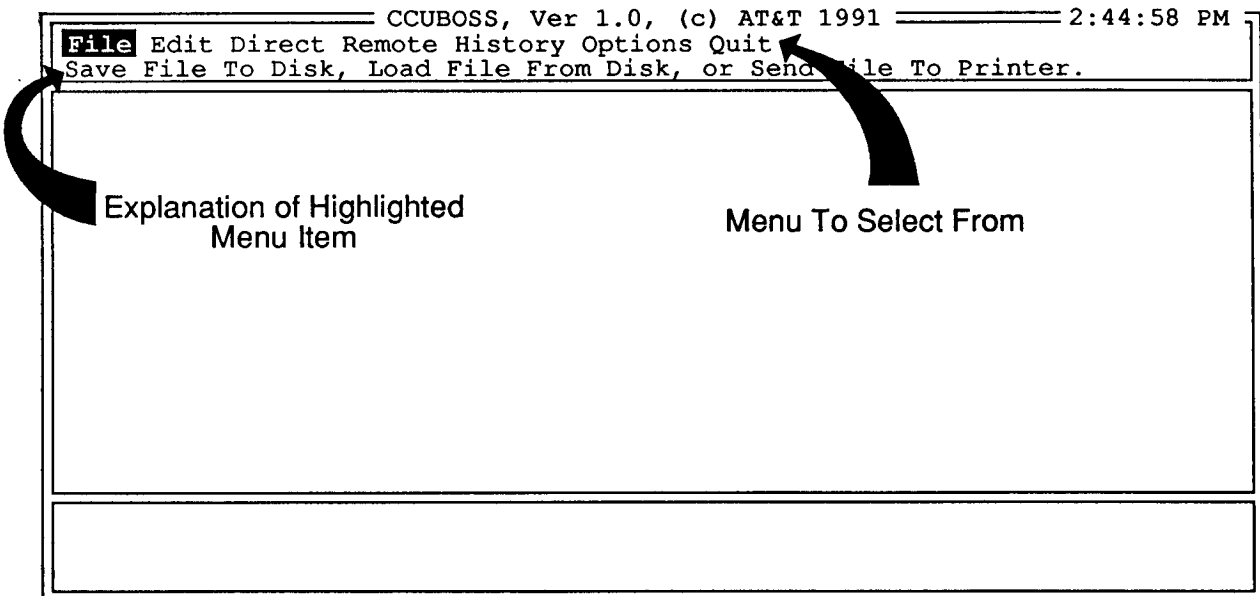 CCUBOSS, Ver 1.0, (c) AT&T 1991 2:44:58 PM
File Edit Direct Remote History Options Quit
Save File To Disk, Load File From Disk, or Send File To Printer.
Explanation of Highlighted
Menu Item
Menu To Select From